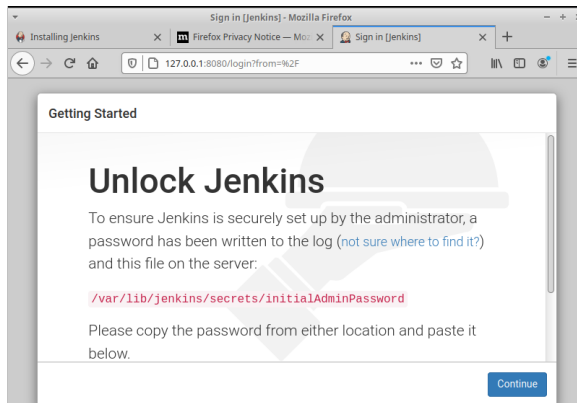 Sign in [Jenkins] - Mozilla Firefox
Installing Jenkins
Firefox Privacy Notice — Moz
Sign in [Jenkins]
127.0.0.1:8080/login?from=%2F
Getting Started
Unlock Jenkins
To ensure Jenkins is securely set up by the administrator, a
password has been written to the log (not sure where to find it?)
and this file on the server:
/var/lib/jenkins/secrets/initialAdminPassword
Please copy the password from either location and paste it
below.
Continue